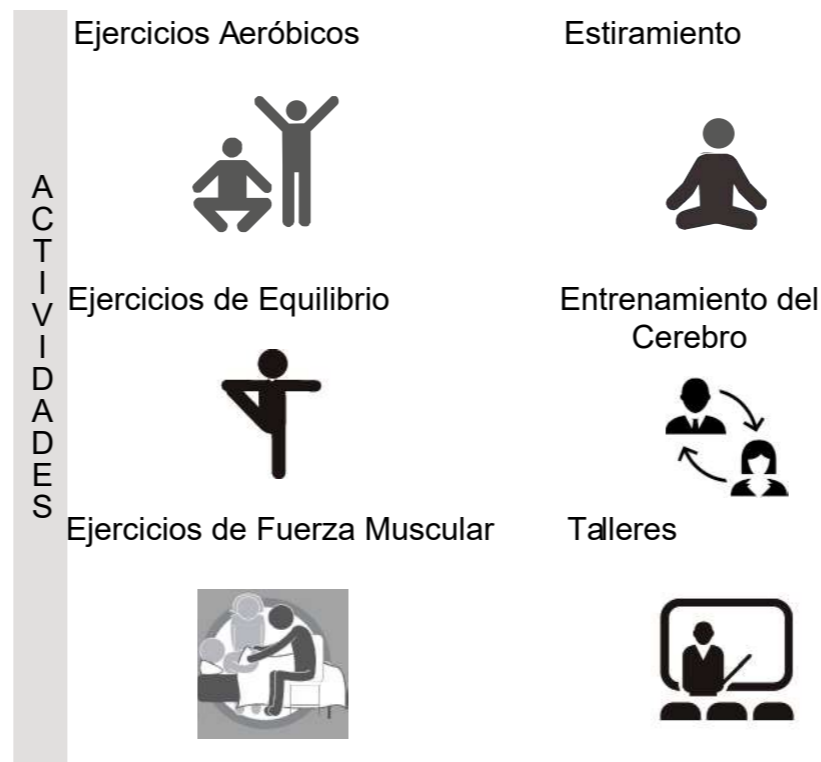 ACTIVIDADES
Ejercicios Aeróbicos
Estiramiento
Ejercicios de Equilibrio
Entrenamiento del
Cerebro
Ejercicios de Fuerza Muscular
Talleres